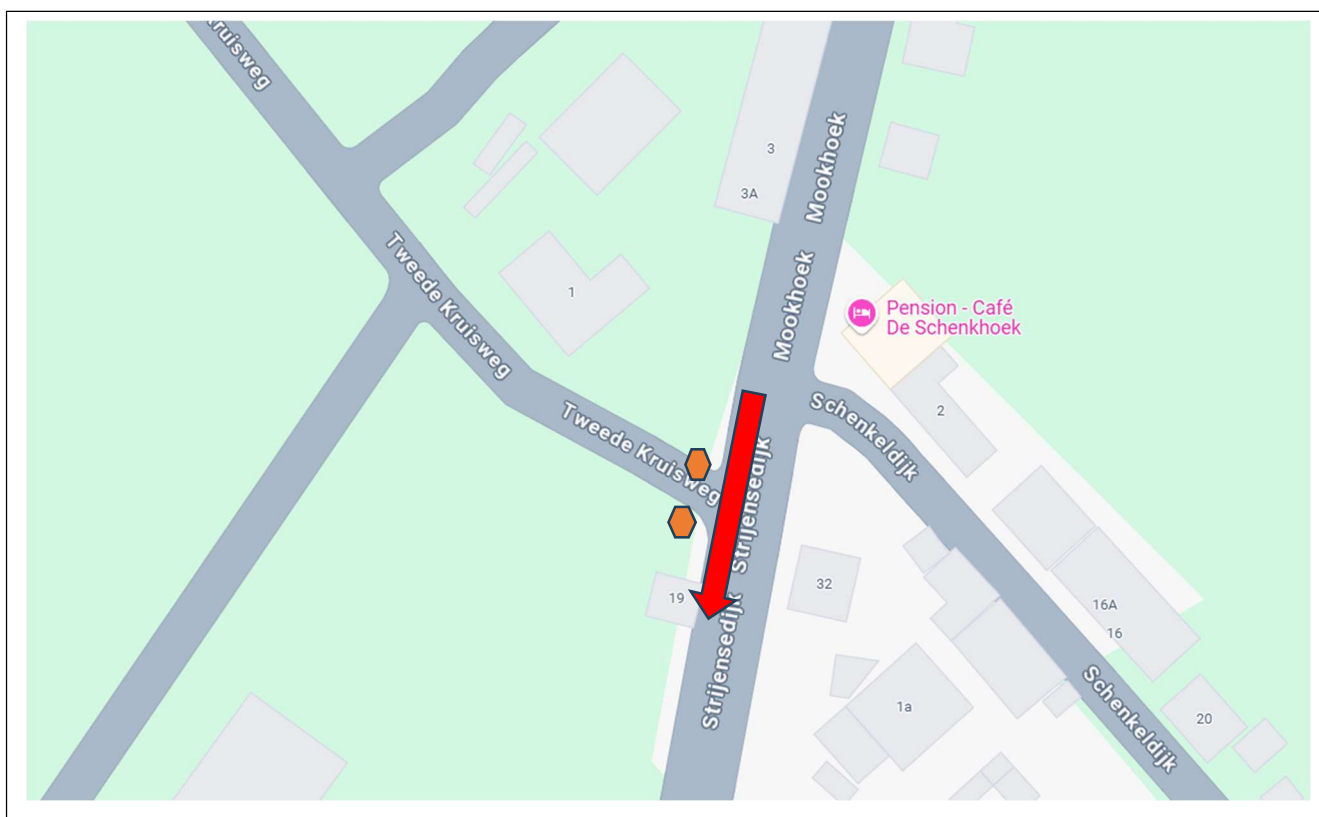 Kruisweg
Mookhoek
3
3A
Tweede Kruisweg
1
Mookhoek
Pension - Café
De Schenkhoek
2
Schenkeldijk
Tweede Kruisweg
Strijensedijk
19
32
16A
16
Strijensedijk
1a
Schenkeldijk
20